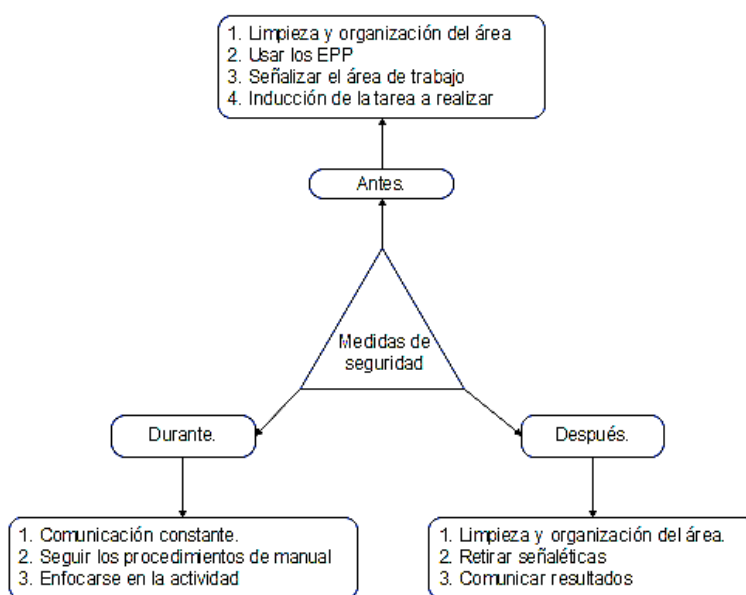 1. Limpieza y organización del área
2. Usar los EPP
3. Señalizar el área de trabajo
4. Inducción de la tarea a realizar
Antes.
Medidas de
seguridad
Durante.
Después.
1. Comunicación constante.
2. Seguir los procedimientos de manual
3. Enfocarse en la actividad
1. Limpieza y organización del área.
2. Retirar señaléticas
3. Comunicar resultados